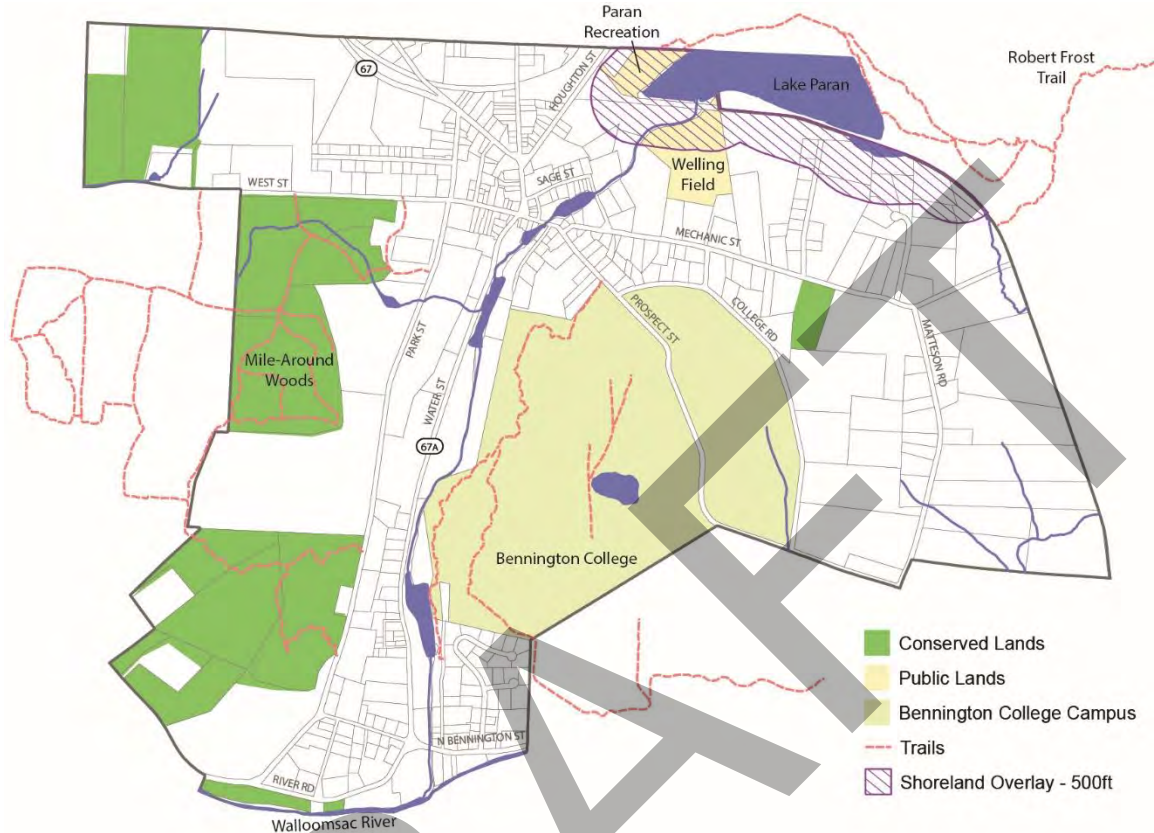 Paran
Recreation
Robert Frost
Trail
67
HOUGHTON ST
Lake Paran
Welling
Field
SAGE ST
WEST ST
MECHANIC ST
PROSPECT ST
COLLEGE RD
MATTESON RD
PARK ST
Mile-Around
Woods
WATER ST
67A
Bennington College
N BENNINGTON ST
RIVER RD
Walloomsac River
Conserved Lands
Public Lands
Bennington College Campus
Trails
Shoreland Overlay - 500ft
DRAFT